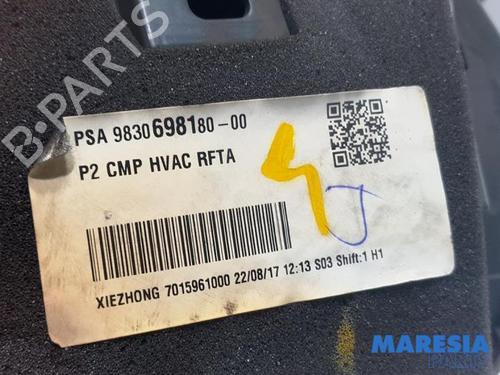 B-PARTS
PSA 9830698180-00
P2 CMP HVAC RFTA
XIEZHONG 7015961000 22/08/17 12:13 S03 Shift:1 H1
MARESIA
PARTS